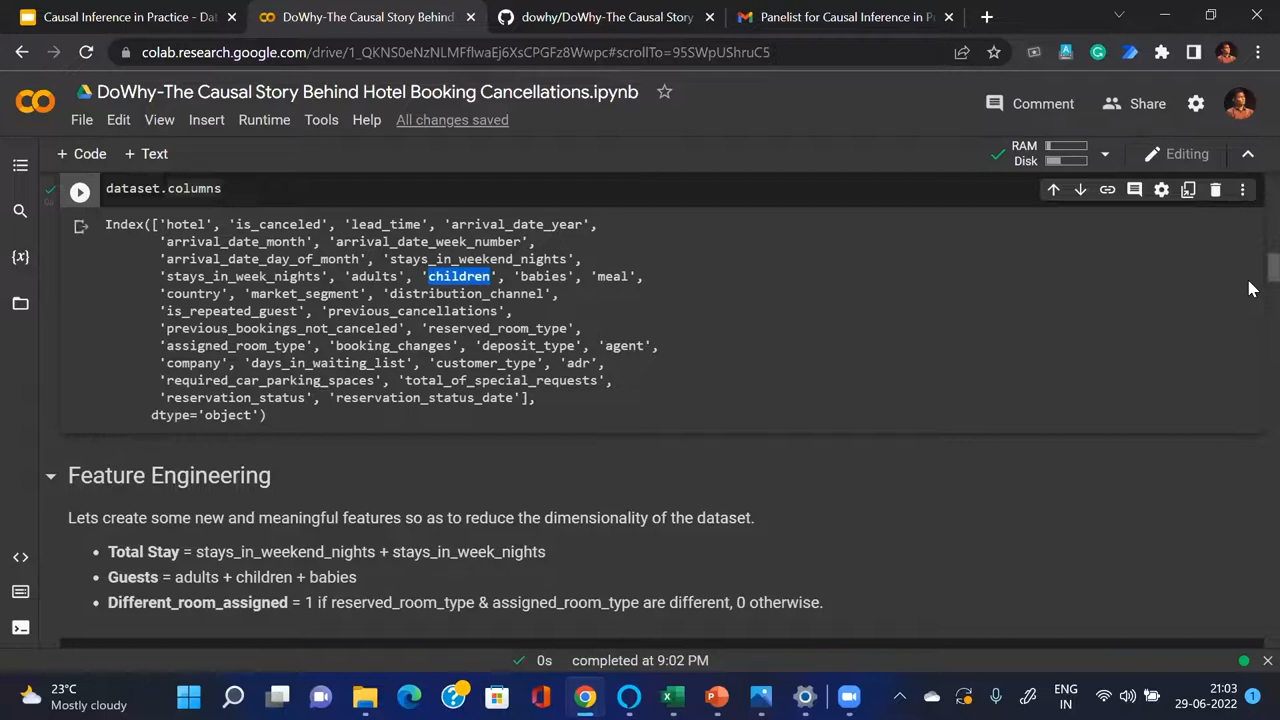 Causal Inference in Practice - Dat
DoWhy-The Causal Story Behind
dowhy/DoWhy-The Causal Story
Panelist for Causal Inference in P
colab.research.google.com/drive/1_QKNS0eNzNLMFflwaEj6XsCPGFz8Wwpc#scrollTo=95SWpUShruC5
DoWhy-The Causal Story Behind Hotel Booking Cancellations.ipynb
Comment
Share
File Edit View Insert Runtime Tools Help All changes saved
+ Code + Text
RAM
Disk
Editing
dataset.columns
0s
Index(['hotel', 'is_canceled', 'lead_time', 'arrival_date_year',
'arrival_date_month', 'arrival_date_week_number',
'arrival_date_day_of_month', 'stays_in_weekend_nights',
'stays_in_week_nights', 'adults', 'children', 'babies', 'meal',
'country', 'market_segment', 'distribution_channel',
'is_repeated_guest', 'previous_cancellations',
'previous_bookings_not_canceled', 'reserved_room_type',
'assigned_room_type', 'booking_changes', 'deposit_type', 'agent',
'company', 'days_in_waiting_list', 'customer_type', 'adr',
'required_car_parking_spaces', 'total_of_special_requests',
'reservation_status', 'reservation_status_date'],
dtype='object')
Feature Engineering
Lets create some new and meaningful features so as to reduce the dimensionality of the dataset.
• Total Stay = stays_in_weekend_nights + stays_in_week_nights
• Guests = adults + children + babies
• Different_room_assigned = 1 if reserved_room_type & assigned_room_type are different, 0 otherwise.
0s completed at 9:02 PM
23°C
Mostly cloudy
ENG
IN
21:03
29-06-2022
1